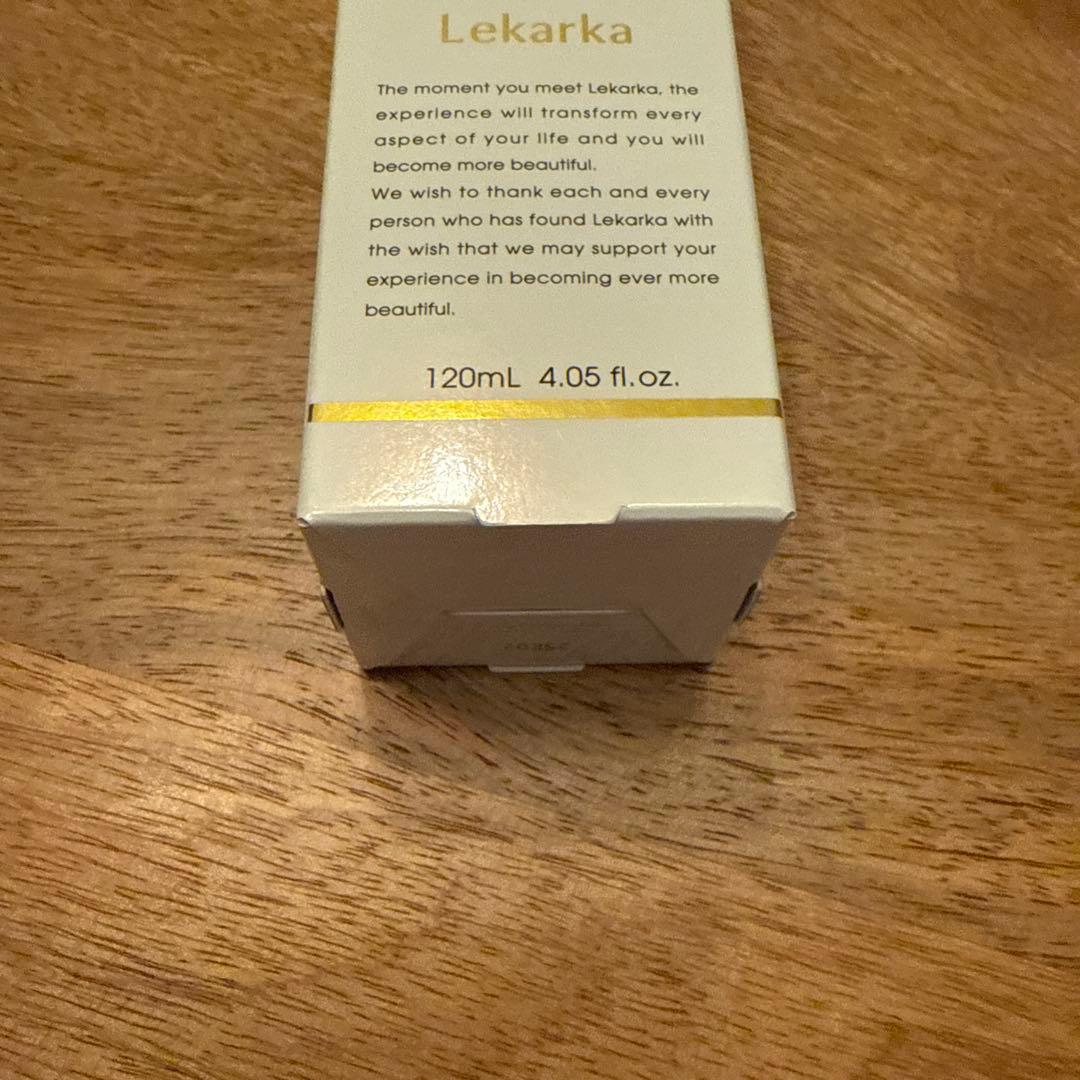 Lekarka
The moment you meet Lekarka, the
experience will transform every
aspect of your life and you will
become more beautiful.
We wish to thank each and every
person who has found Lekarka with
the wish that we may support your
experience in becoming ever more
beautiful.
120mL 4.05 fl.oz.